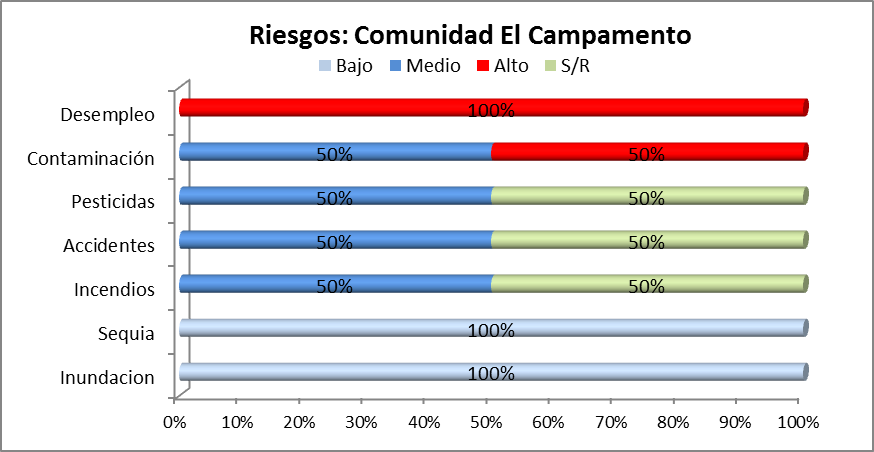 Riesgos: Comunidad El Campamento
Bajo Medio Alto S/R
Desempleo 100%
Contaminación 50% 50%
Pesticidas 50% 50%
Accidentes 50% 50%
Incendios 50% 50%
Sequia 100%
Inundacion 100%
0% 10% 20% 30% 40% 50% 60% 70% 80% 90% 100%